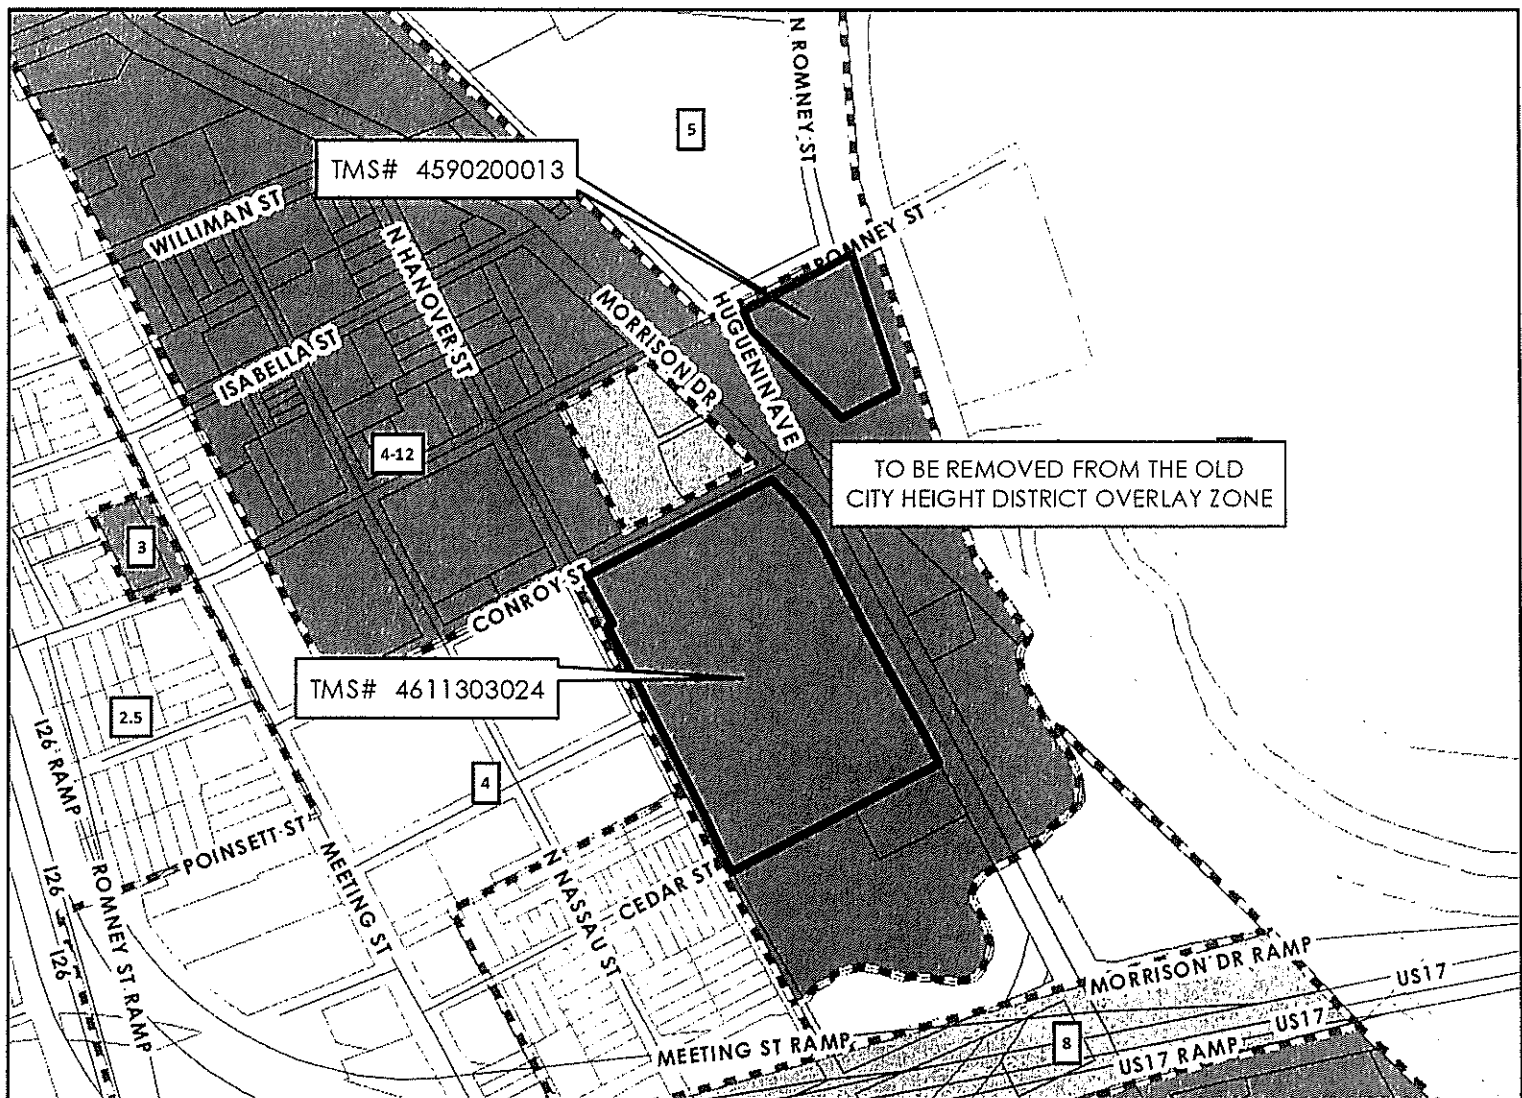 N ROMNEY ST
5
TMS# 4590200013
WILLIMAN ST
N HANOVER ST
ROMNEY ST
HUGUENIN AVE
MORRISON DR
ISABELLA ST
4-12
TO BE REMOVED FROM THE OLD
CITY HEIGHT DISTRICT OVERLAY ZONE
3
CONROY ST
TMS# 4611303024
2.5
I26 RAMP
4
POINSETT ST
MEETING ST
I26
ROMNEY ST RAMP
I26
N NASSAU ST
CEDAR ST
MORRISON DR RAMP
US17
US17
8
MEETING ST RAMP
US17 RAMP